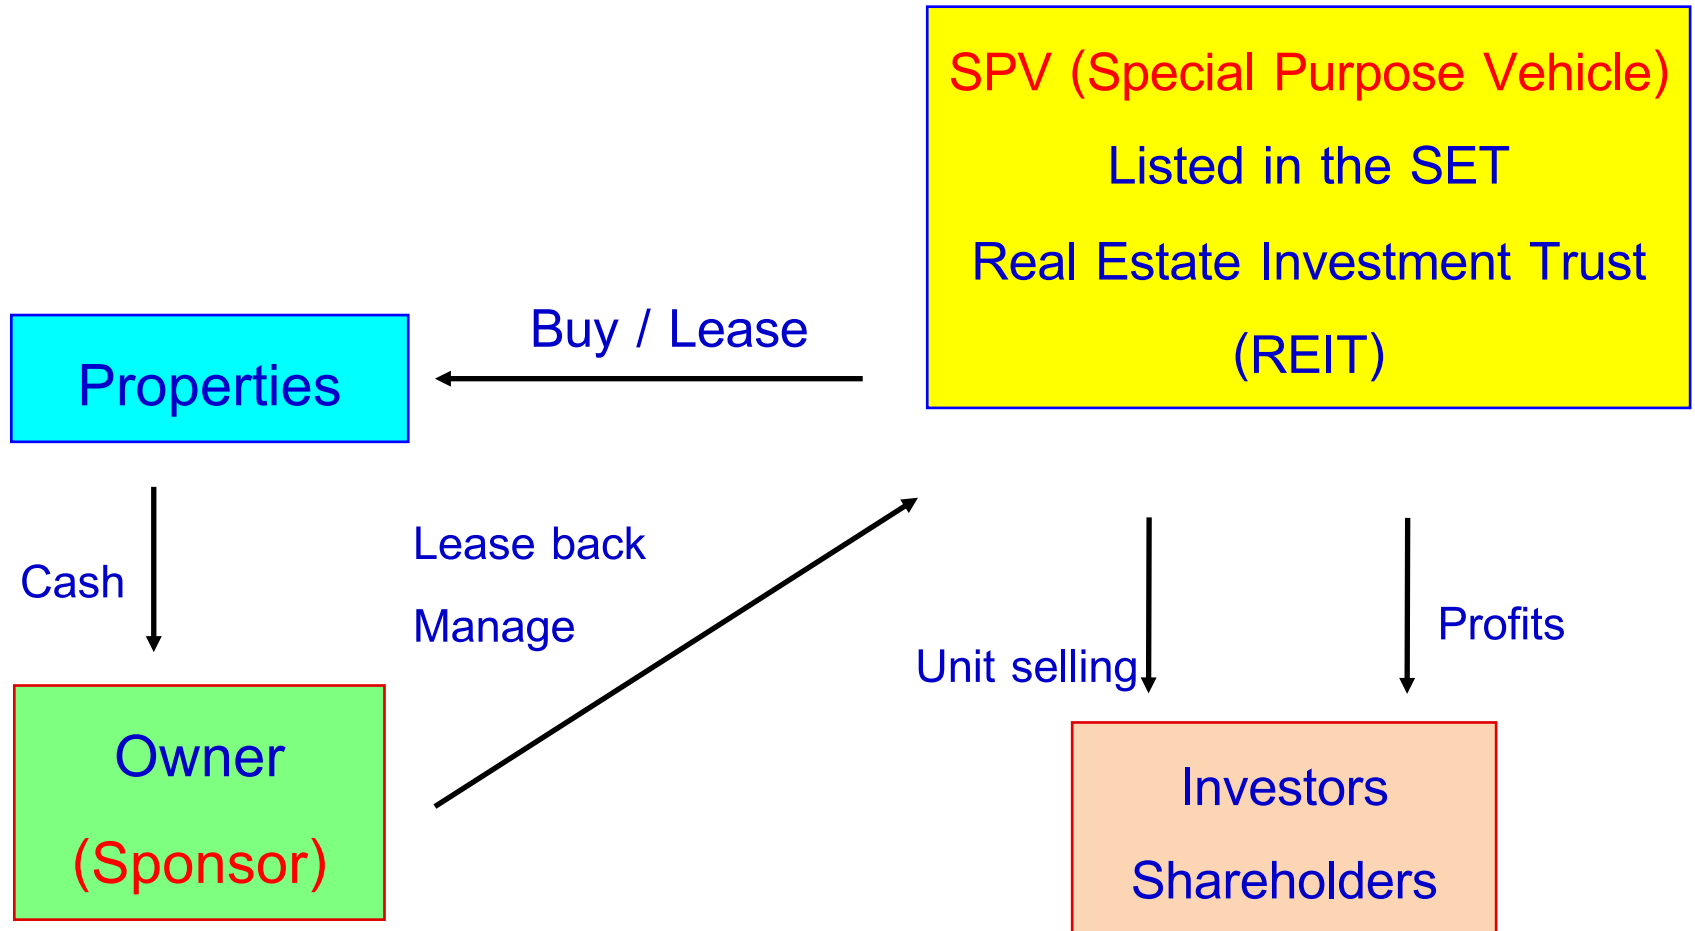 SPV (Special Purpose Vehicle)
Listed in the SET
Real Estate Investment Trust
(REIT)
Buy / Lease
Properties
Lease back
Manage
Cash
Unit selling
Profits
Owner
(Sponsor)
Investors
Shareholders